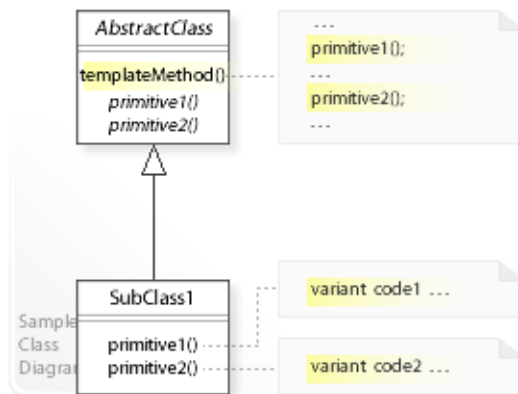 AbstractClass
templateMethod()
primitive1()
primitive2()
...
primitive1();
...
primitive2();
...
SubClass1
primitive1()
primitive2()
variant code1 ...
variant code2 ...
Sample
Class